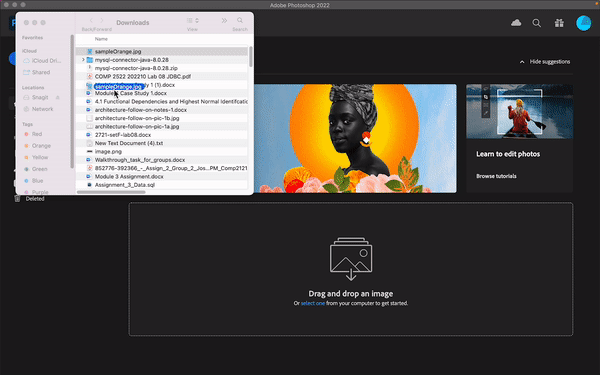 Adobe Photoshop 2022
Downloads
Back/Forward
View
Search
Favorites
iCloud
iCloud Driv...
Shared
Locations
Snagit
Network
Tags
Red
Orange
Yellow
Green
Blue
Purple
Name
sampleOrange.jpg
mysql-connector-java-8.0.28
mysql-connector-java-8.0.28.zip
COMP 2522 202210 Lab 08 JDBC.pdf
sampleOrange.jpg
1 (1).docx
Case Study 1.docx
4.1 Functional Dependencies and Highest Normal Identificatio
architecture-follow-on-notes-1.docx
architecture-follow-on-pic-1b.jpg
architecture-follow-on-pic-1a.jpg
2721-setF-lab08.docx
New Text Document (4).txt
image.png
Walkthrough_task_for_groups.docx
852776-392366_-_Assign_2_Group_2_Jos...PM_Comp2121
Module 3 Assignment.docx
Assignment_3_Data.sql
Deleted
Hide suggestions
Learn to edit photos
Browse tutorials
Drag and drop an image
Or select one from your computer to get started.